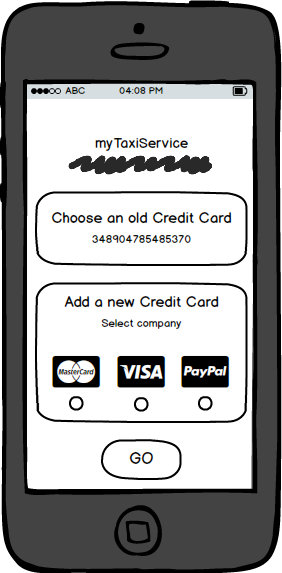 ABC 04:08 PM
myTaxiService
Choose an old Credit Card
348904785485370
Add a new Credit Card
Select company
MasterCard VISA PayPal
GO